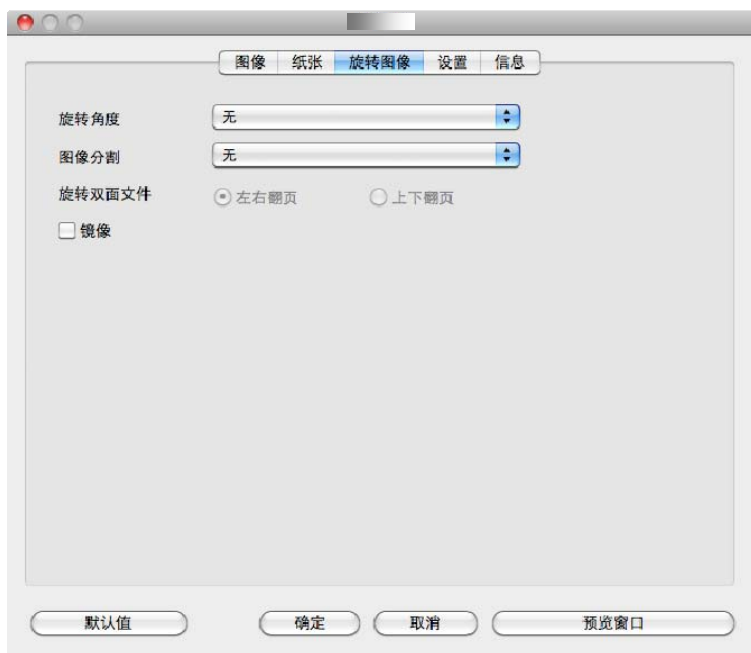 图像 纸张 旋转图像 设置 信息
旋转角度 无
图像分割 无
旋转双面文件 左右翻页 上下翻页
镜像
默认值 确定 取消 预览窗口